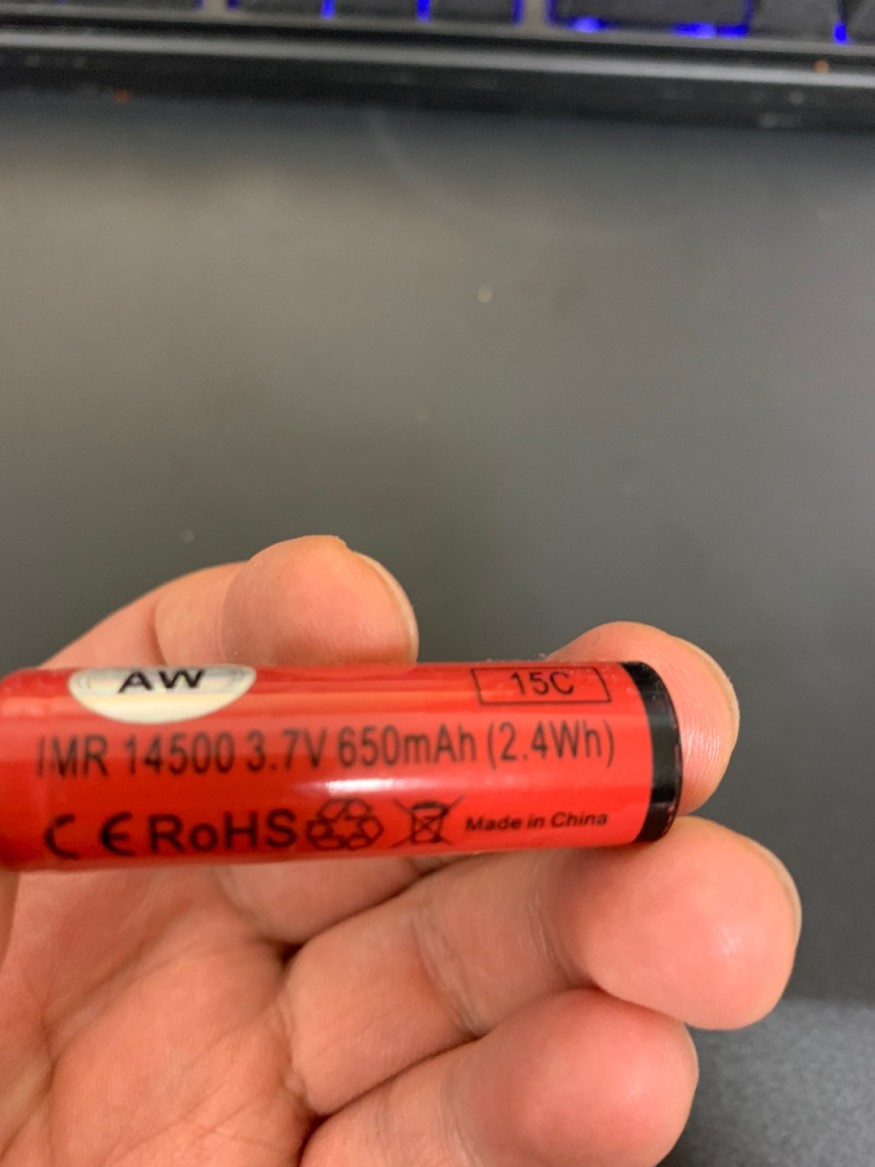 AW
15C
IMR 14500 3.7V 650mAh (2.4Wh)
CE RoHS Made in China